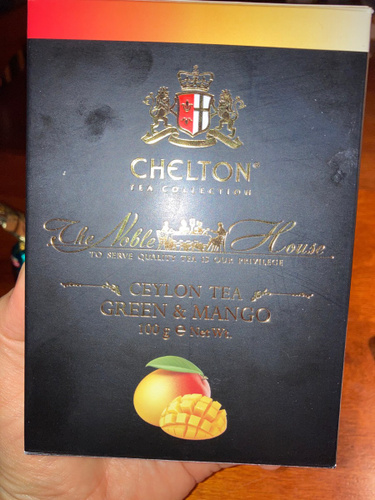 CHELTON®
TEA COLLECTION
The Noble House
TO SERVE QUALITY TEA IS OUR PRIVILEGE
CEYLON TEA
GREEN & MANGO
100 g ℮ Net Wt.